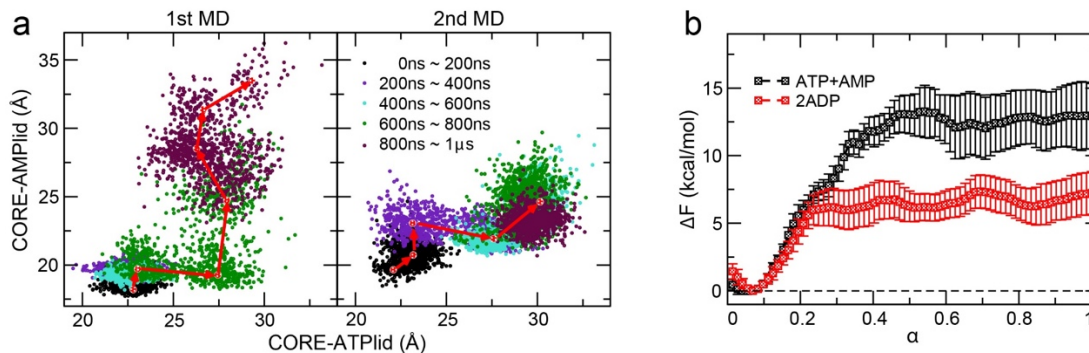 a
1st MD
2nd MD
CORE-AMPlid (Å)
35
30
25
20
0ns ~ 200ns
200ns ~ 400ns
400ns ~ 600ns
600ns ~ 800ns
800ns ~ 1μs
20
25
30
25
30
CORE-ATPlid (Å)
b
ΔF (kcal/mol)
15
10
5
0
ATP+AMP
2ADP
0
0.2
0.4
0.6
0.8
1
α